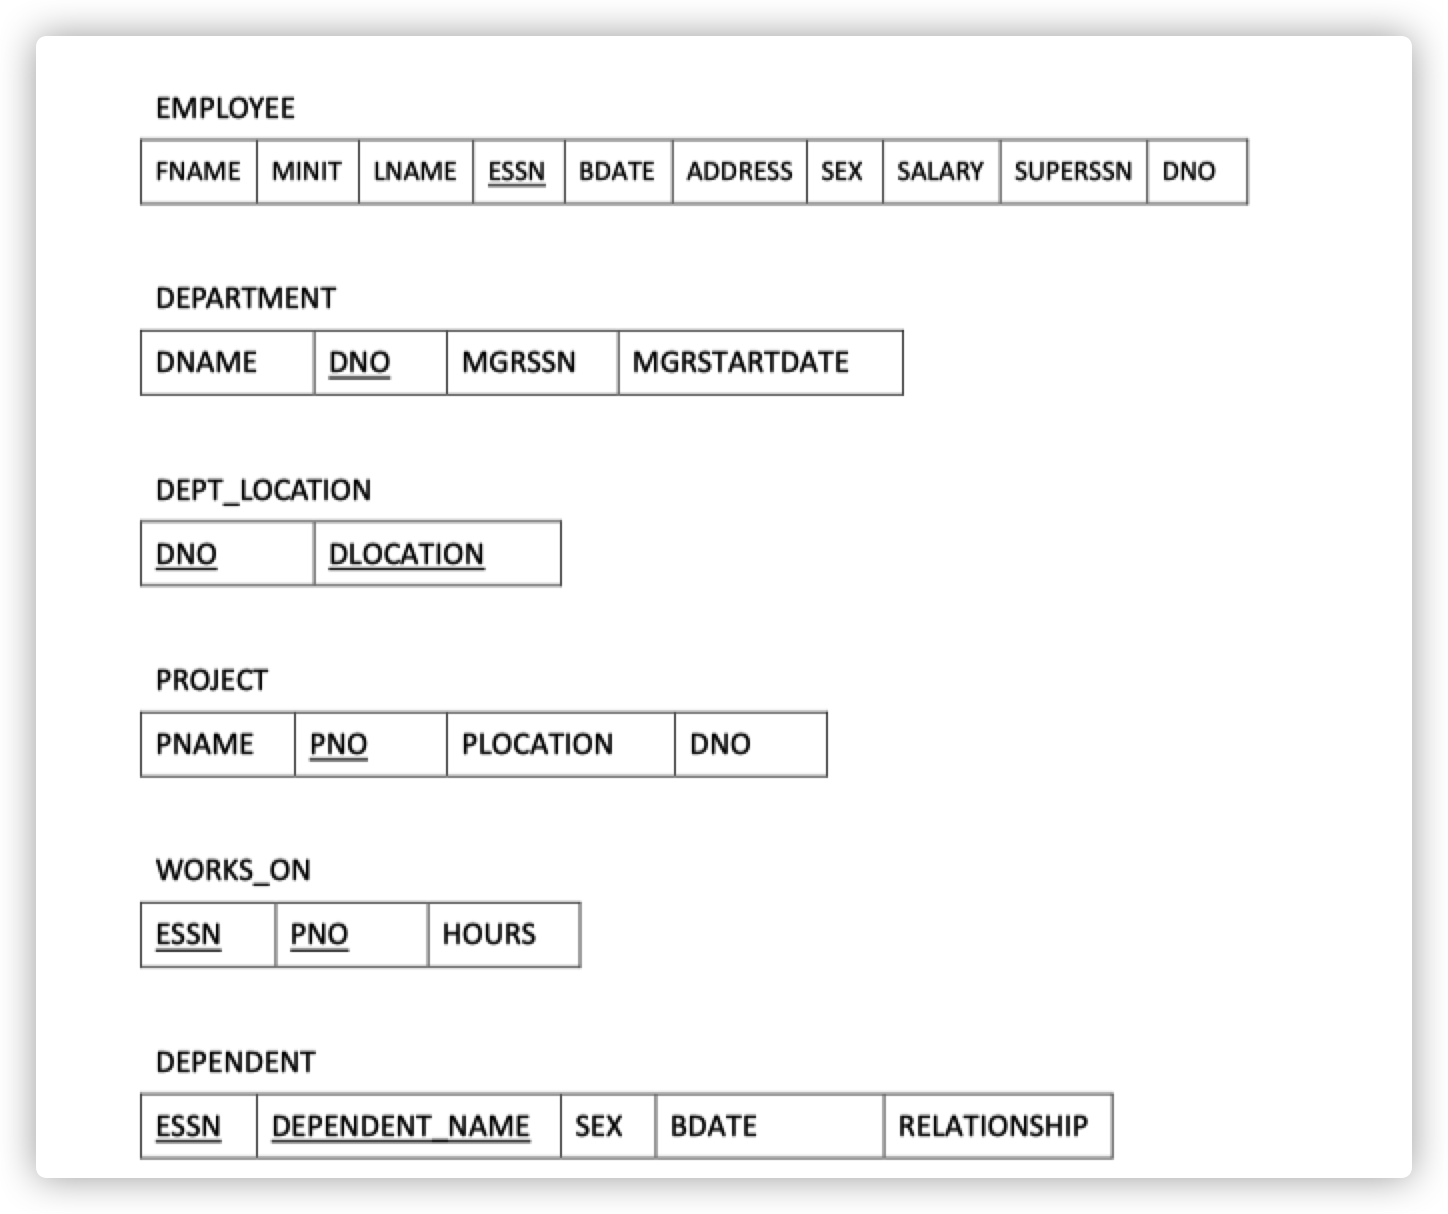 EMPLOYEE
FNAME MINIT LNAME ESSN BDATE ADDRESS SEX SALARY SUPERSSN DNO
DEPARTMENT
DNAME DNO MGRSSN MGRSTARTDATE
DEPT_LOCATION
DNO DLOCATION
PROJECT
PNAME PNO PLOCATION DNO
WORKS_ON
ESSN PNO HOURS
DEPENDENT
ESSN DEPENDENT_NAME SEX BDATE RELATIONSHIP